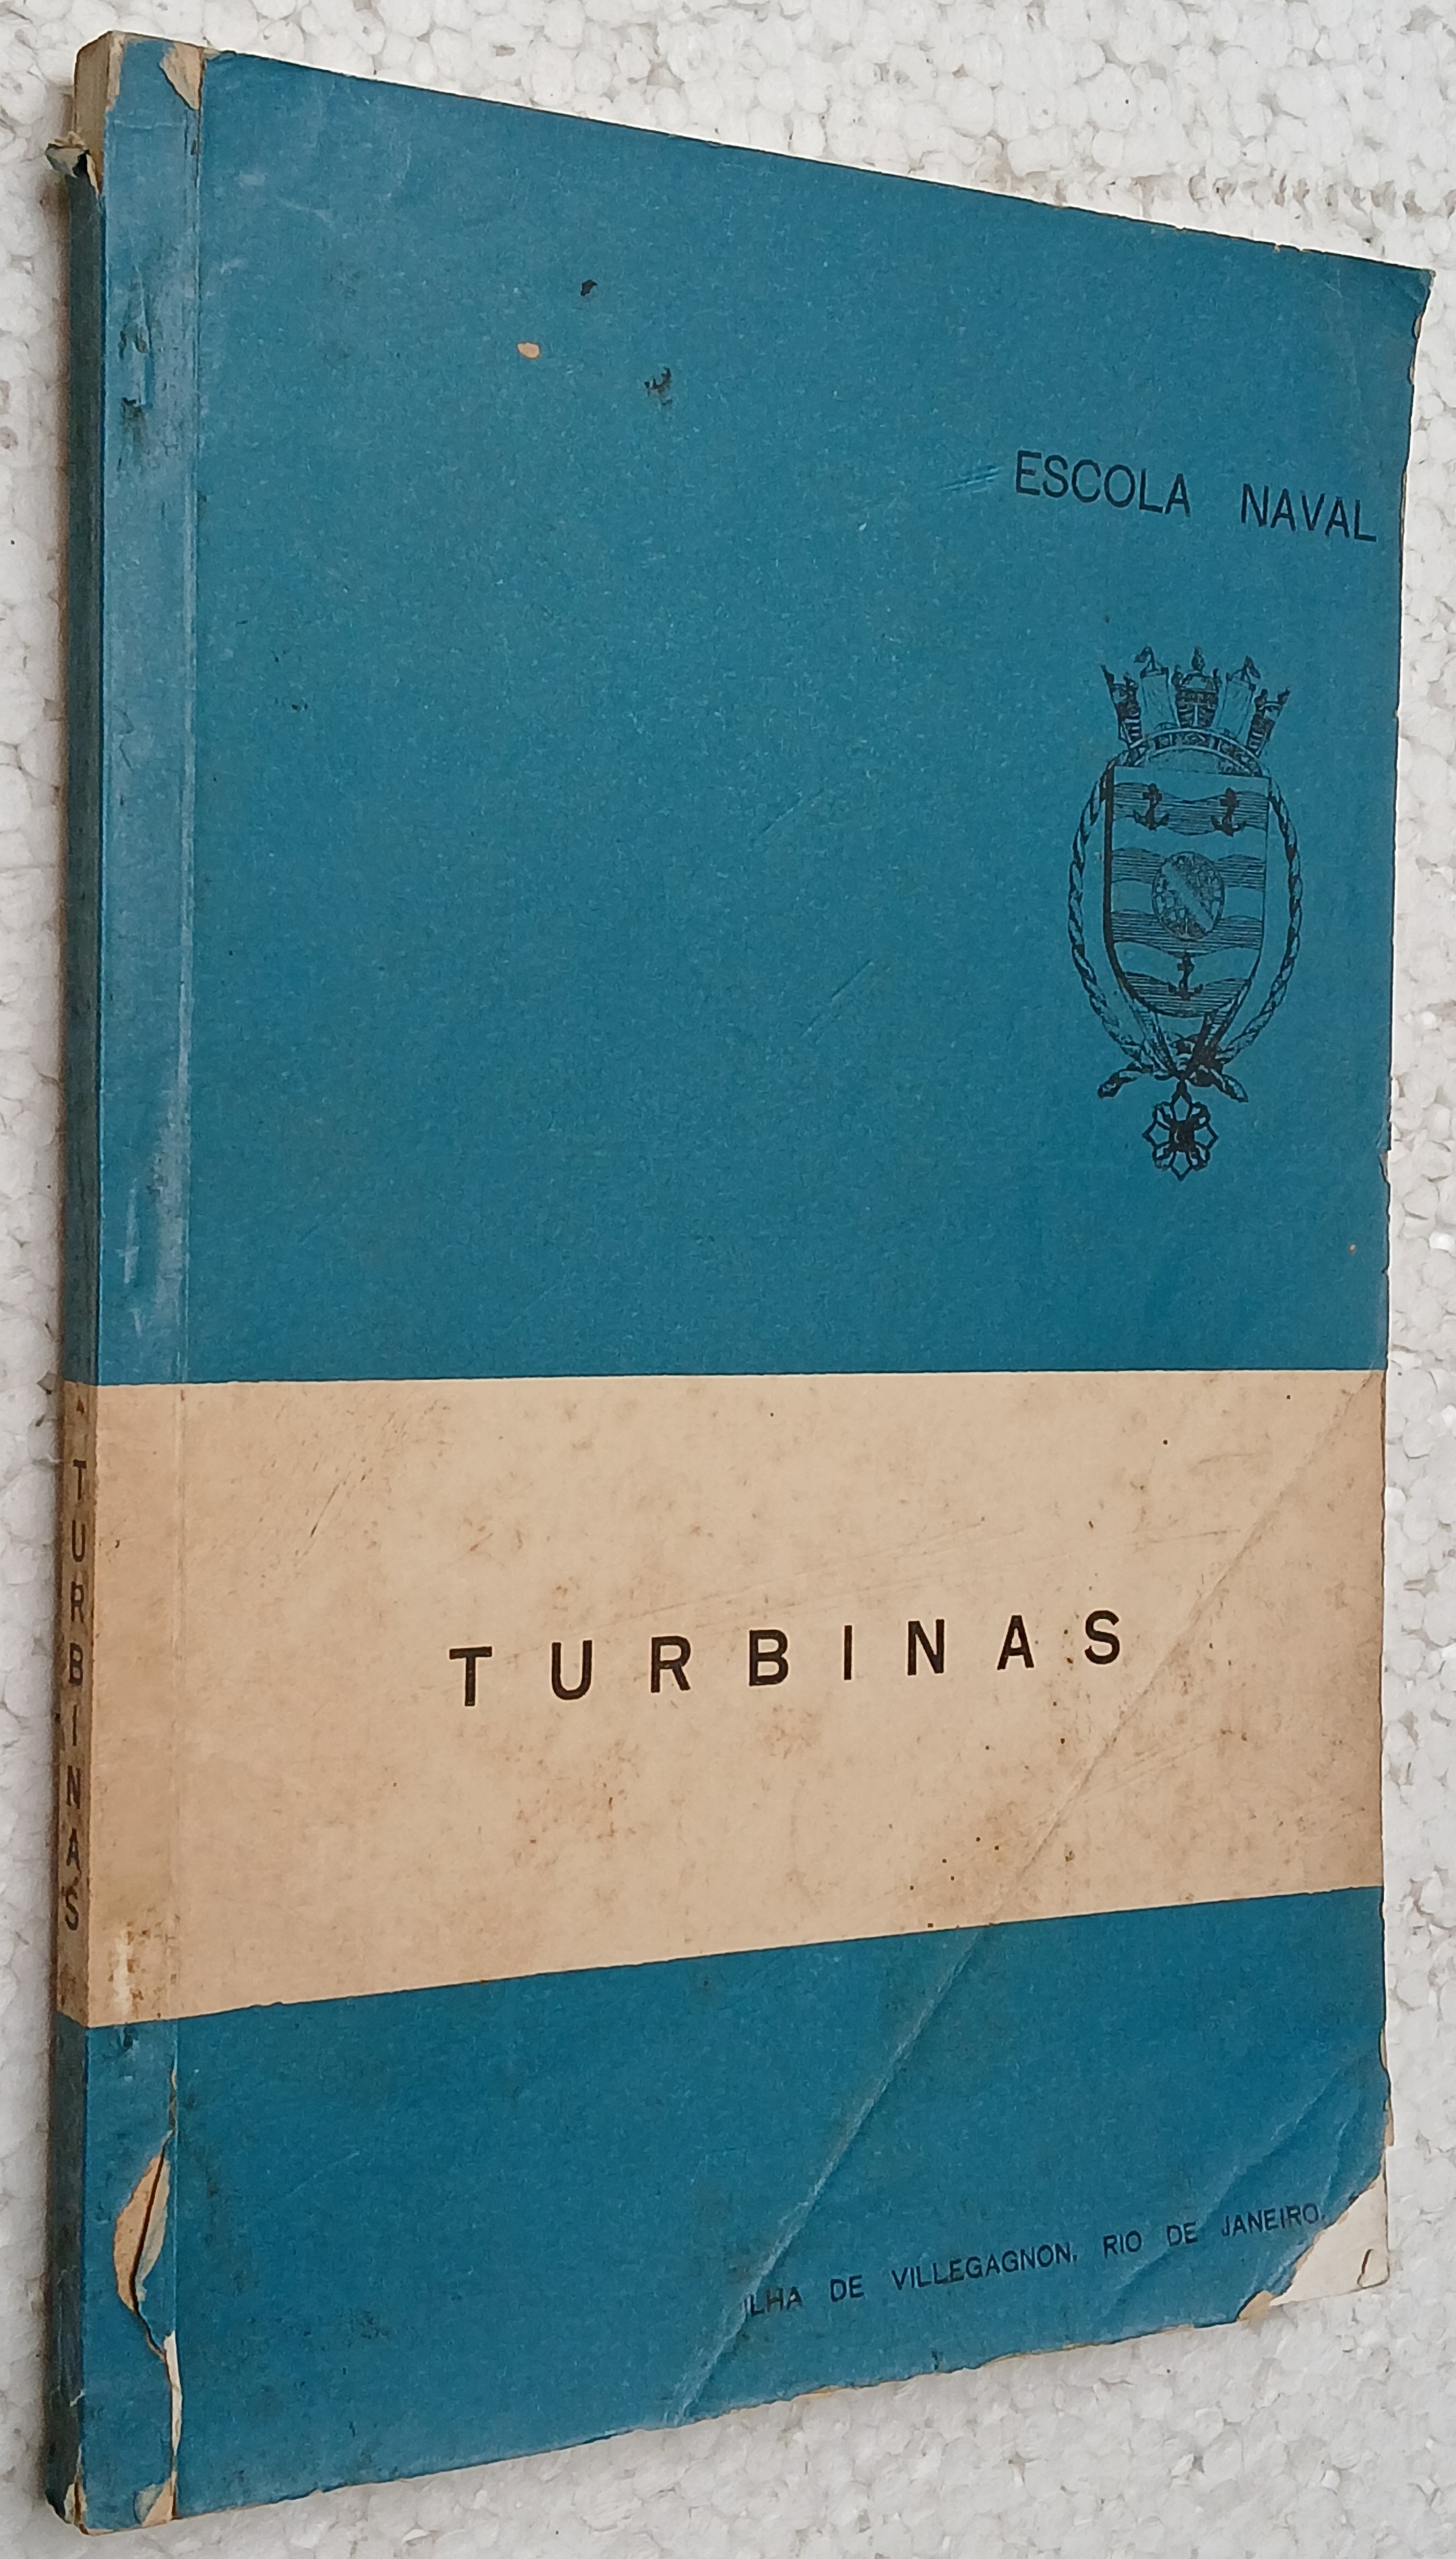 ESCOLA NAVAL
TURBINAS
TURBINAS
ILHA DE VILLEGAGNON, RIO DE JANEIRO,